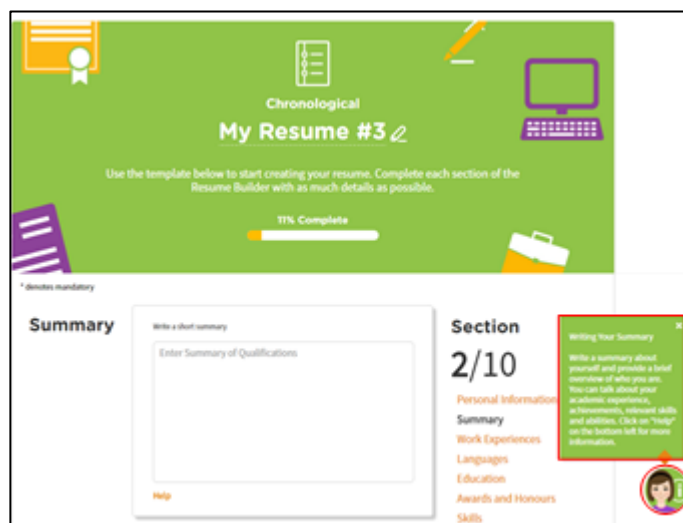 Chronological
My Resume #3
Use the template below to start creating your resume. Complete each section of the
Resume Builder with as much details as possible.
11% Complete
* denotes mandatory
Summary
Write a short summary
Enter Summary of Qualifications
Help
Section
2/10
Personal Information
Summary
Work Experiences
Languages
Education
Awards and Honours
Skills
Writing Your Summary
Write a summary about
yourself and provide a brief
overview of who you are.
You can talk about your
academic experience,
achievements, relevant skills
and abilities. Click on "Help"
on the bottom left for more
information.